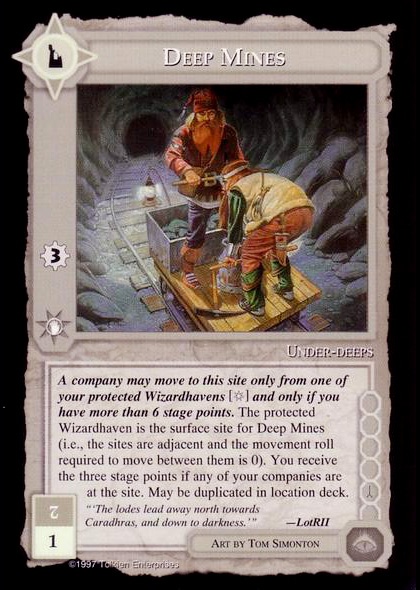 Deep Mines
3
Under-deeps
A company may move to this site only from one of
your protected Wizardhavens [☼] and only if you
have more than 6 stage points. The protected
Wizardhaven is the surface site for Deep Mines
(i.e., the sites are adjacent and the movement roll
required to move between them is 0). You receive
the three stage points if any of your companies are
at the site. May be duplicated in location deck.
"'The lodes lead away north towards
Caradhras, and down to darkness.'" —LotRII
2
1
Art by Tom Simonton
©1997 Tolkien Enterprises